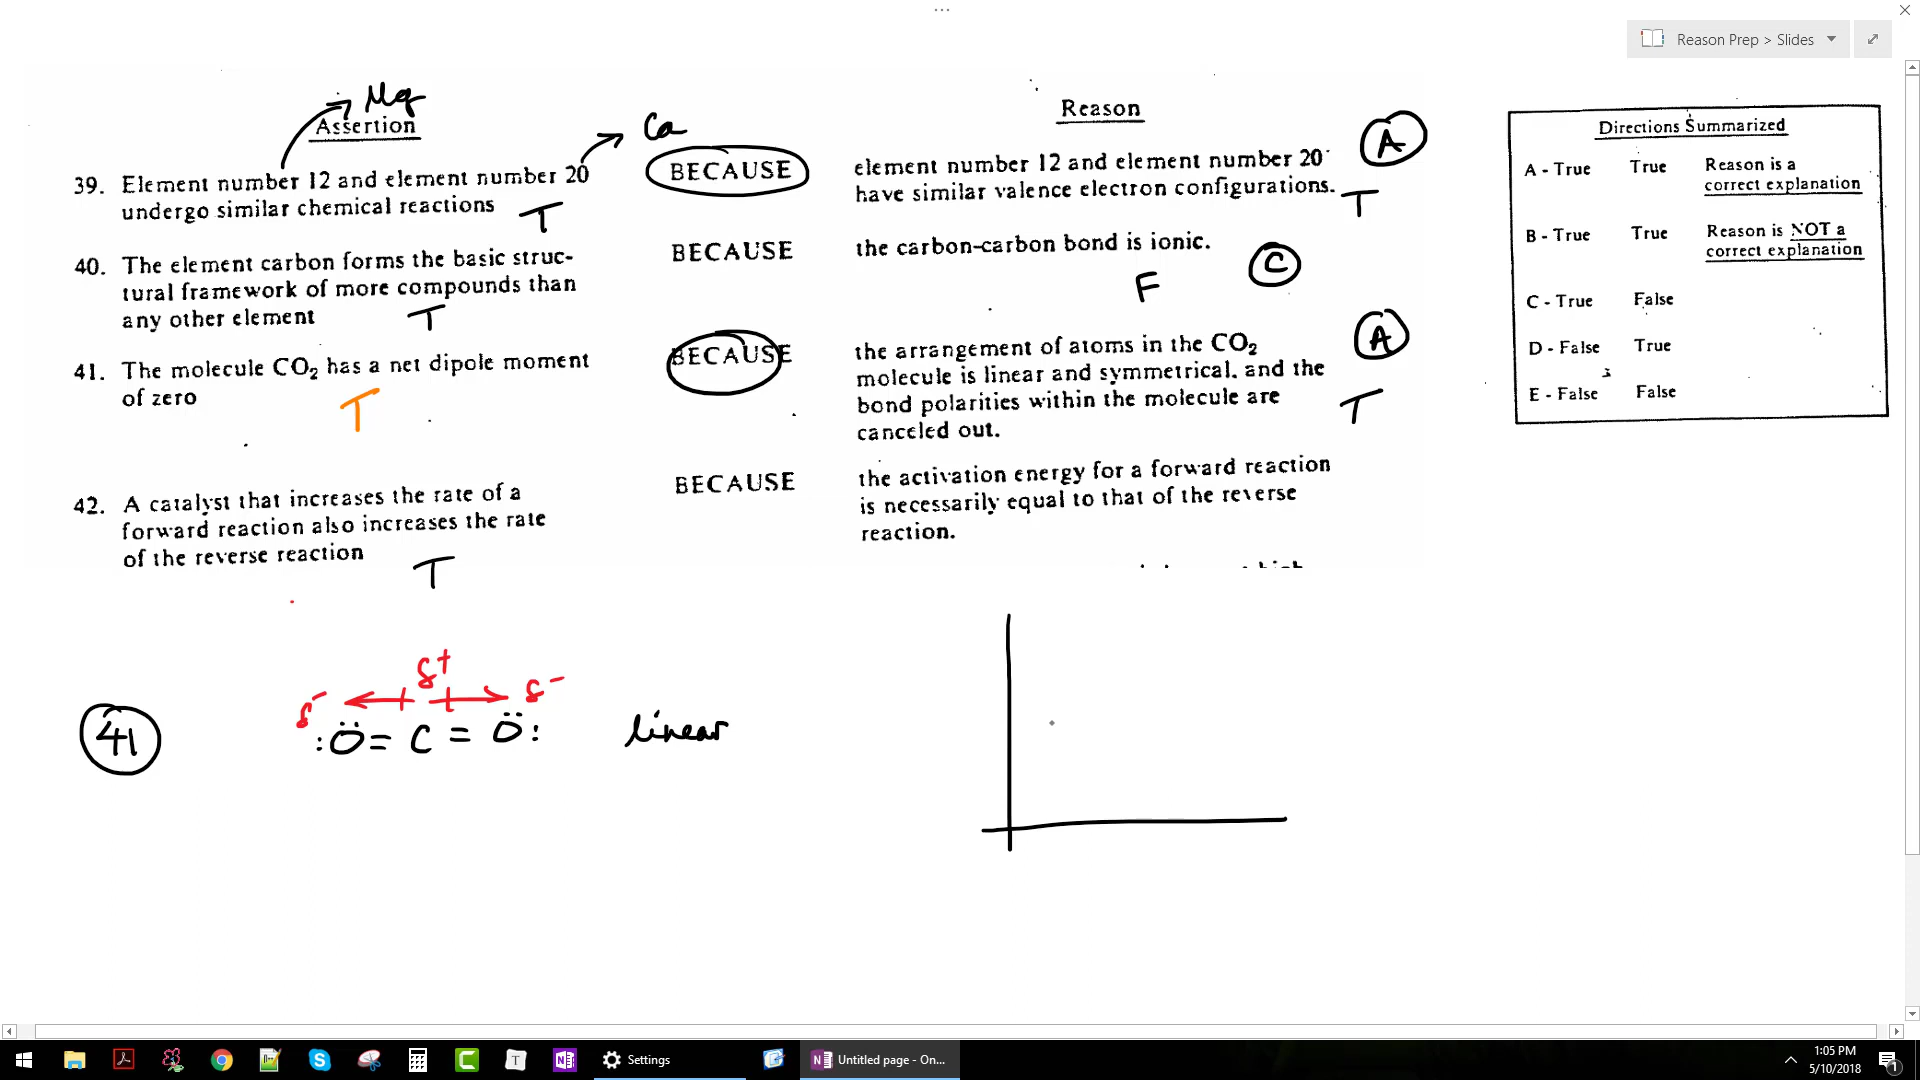 Reason Prep > Slides
Mg
Assertion
Ca
Reason
A
Directions Summarized
39. Element number 12 and element number 20
undergo similar chemical reactions
T
BECAUSE
element number 12 and element number 20
have similar valence electron configurations.
T
A - True True Reason is a
correct explanation
B - True True Reason is NOT a
correct explanation
C - True False
D - False True
E - False False
40. The element carbon forms the basic struc-
tural framework of more compounds than
any other element
T
BECAUSE
the carbon-carbon bond is ionic.
F
C
41. The molecule CO₂ has a net dipole moment
of zero
T
BECAUSE
the arrangement of atoms in the CO₂
molecule is linear and symmetrical. and the
bond polarities within the molecule are
canceled out.
T
A
42. A catalyst that increases the rate of a
forward reaction also increases the rate
of the reverse reaction
T
BECAUSE
the activation energy for a forward reaction
is necessarily equal to that of the reverse
reaction.
δ⁻ δ⁺ δ⁻
41 :Ö = C = Ö: linear
Settings
Untitled page - On...
1:05 PM
5/10/2018
1